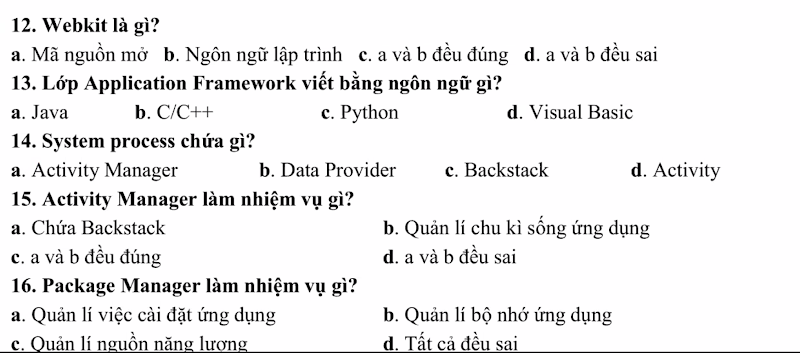 12. Webkit là gì?
a. Mã nguồn mở b. Ngôn ngữ lập trình c. a và b đều đúng d. a và b đều sai
13. Lớp Application Framework viết bằng ngôn ngữ gì?
a. Java b. C/C++ c. Python d. Visual Basic
14. System process chứa gì?
a. Activity Manager b. Data Provider c. Backstack d. Activity
15. Activity Manager làm nhiệm vụ gì?
a. Chứa Backstack b. Quản lí chu kì sống ứng dụng
c. a và b đều đúng d. a và b đều sai
16. Package Manager làm nhiệm vụ gì?
a. Quản lí việc cài đặt ứng dụng b. Quản lí bộ nhớ ứng dụng
c. Quản lí nguồn năng lượng d. Tất cả đều sai